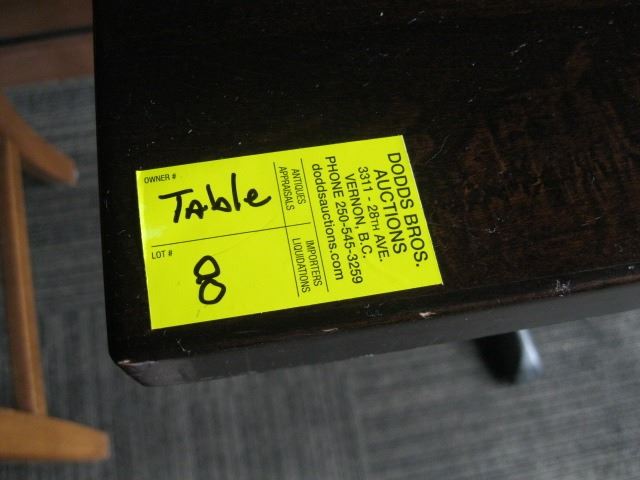 OWNER #
Table
LOT #
8
ANTIQUES
APPRAISALS
IMPORTERS
LIQUIDATIONS
DODDS BROS.
AUCTIONS
3311 - 28TH AVE.
VERNON, B.C.
PHONE 250-545-3259
doddsauctions.com